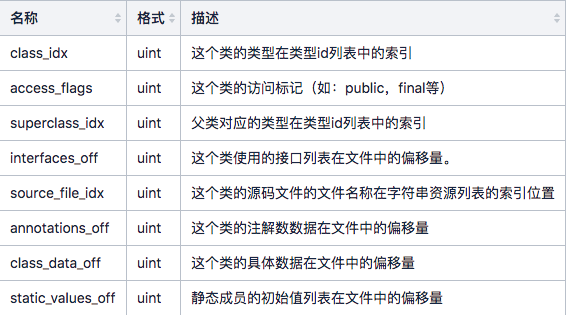 名称 格式 描述
class_idx uint 这个类的类型在类型id列表中的索引
access_flags uint 这个类的访问标记（如：public，final等）
superclass_idx uint 父类对应的类型在类型id列表中的索引
interfaces_off uint 这个类使用的接口列表在文件中的偏移量。
source_file_idx uint 这个类的源码文件的文件名称在字符串资源列表的索引位置
annotations_off uint 这个类的注解数数据在文件中的偏移量
class_data_off uint 这个类的具体数据在文件中的偏移量
static_values_off uint 静态成员的初始值列表在文件中的偏移量